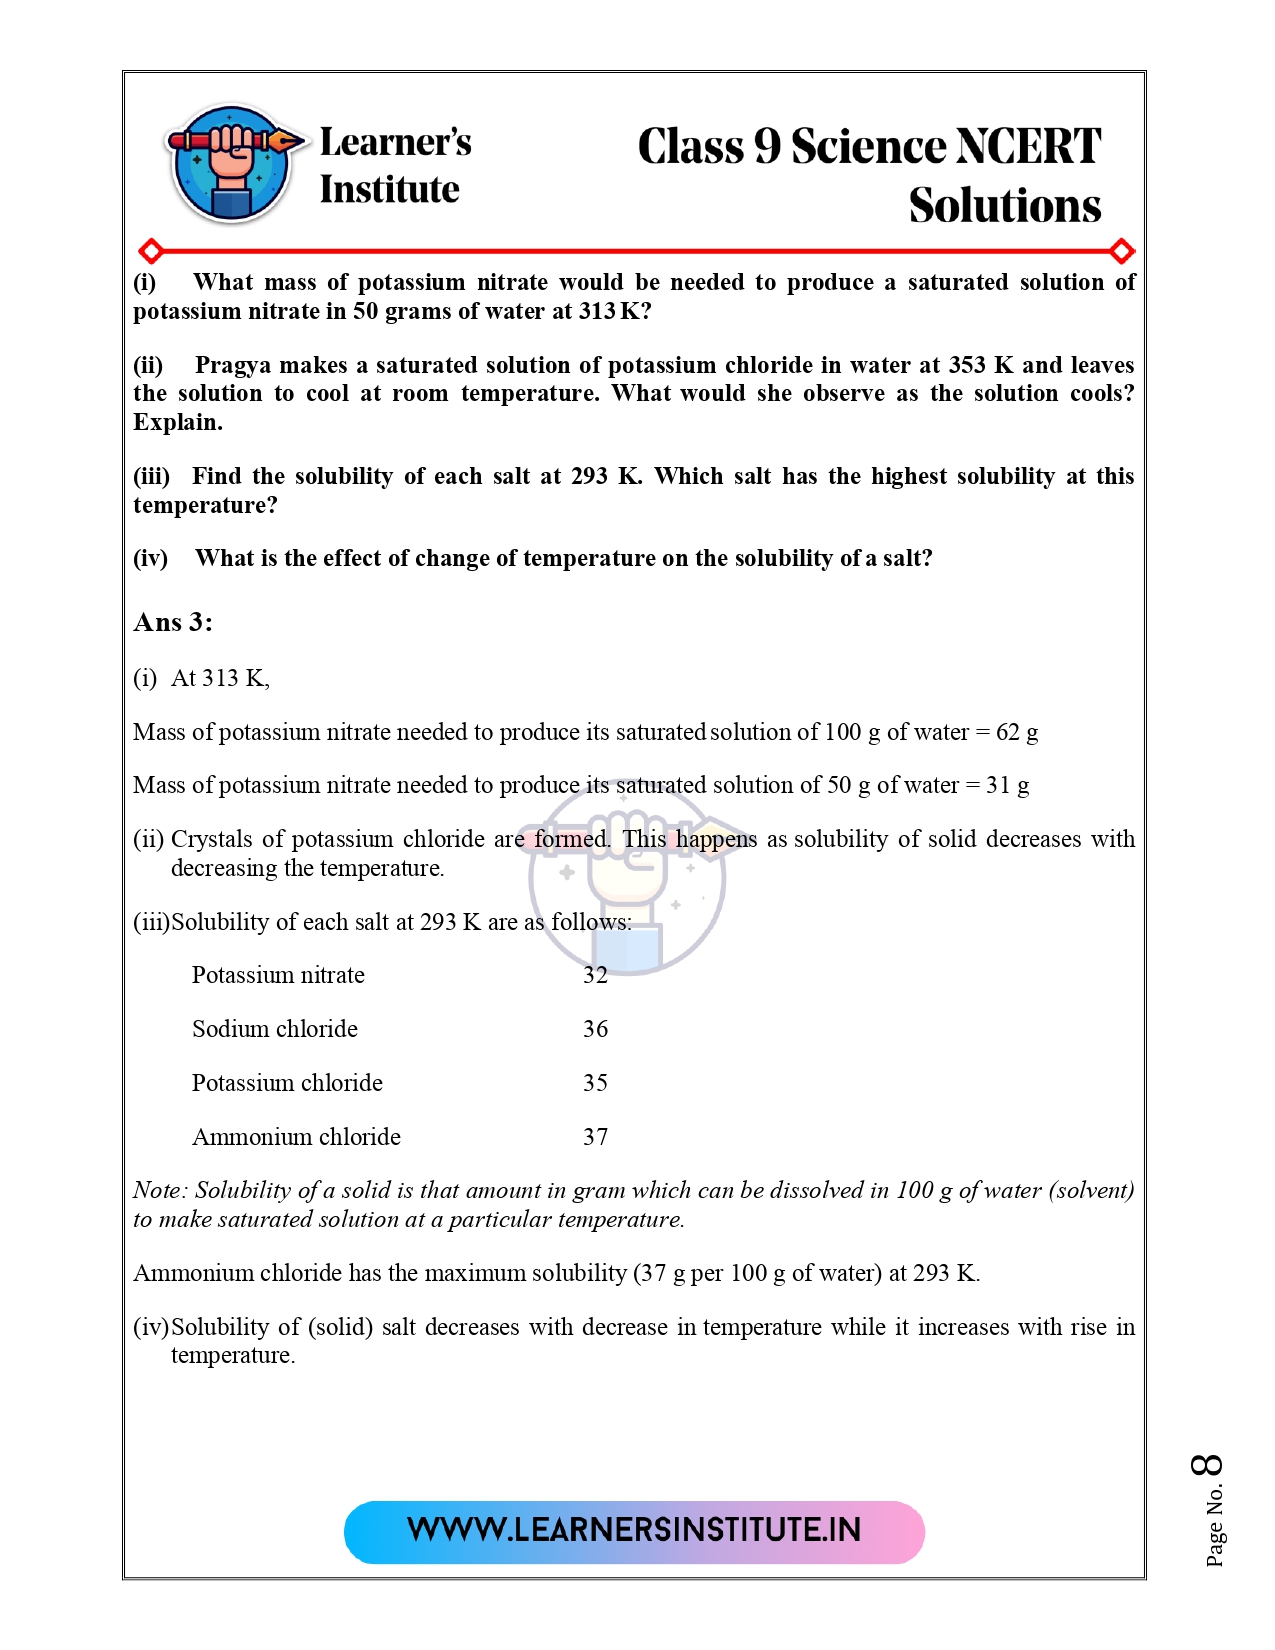 Learner's
Institute
Class 9 Science NCERT
Solutions
(i) What mass of potassium nitrate would be needed to produce a saturated solution of
potassium nitrate in 50 grams of water at 313 K?
(ii) Pragya makes a saturated solution of potassium chloride in water at 353 K and leaves
the solution to cool at room temperature. What would she observe as the solution cools?
Explain.
(iii) Find the solubility of each salt at 293 K. Which salt has the highest solubility at this
temperature?
(iv) What is the effect of change of temperature on the solubility of a salt?
Ans 3:
(i) At 313 K,
Mass of potassium nitrate needed to produce its saturated solution of 100 g of water = 62 g
Mass of potassium nitrate needed to produce its saturated solution of 50 g of water = 31 g
(ii) Crystals of potassium chloride are formed. This happens as solubility of solid decreases with
decreasing the temperature.
(iii)Solubility of each salt at 293 K are as follows:
Potassium nitrate 32
Sodium chloride 36
Potassium chloride 35
Ammonium chloride 37
Note: Solubility of a solid is that amount in gram which can be dissolved in 100 g of water (solvent)
to make saturated solution at a particular temperature.
Ammonium chloride has the maximum solubility (37 g per 100 g of water) at 293 K.
(iv)Solubility of (solid) salt decreases with decrease in temperature while it increases with rise in
temperature.
Page No. 8
WWW.LEARNERSINSTITUTE.IN